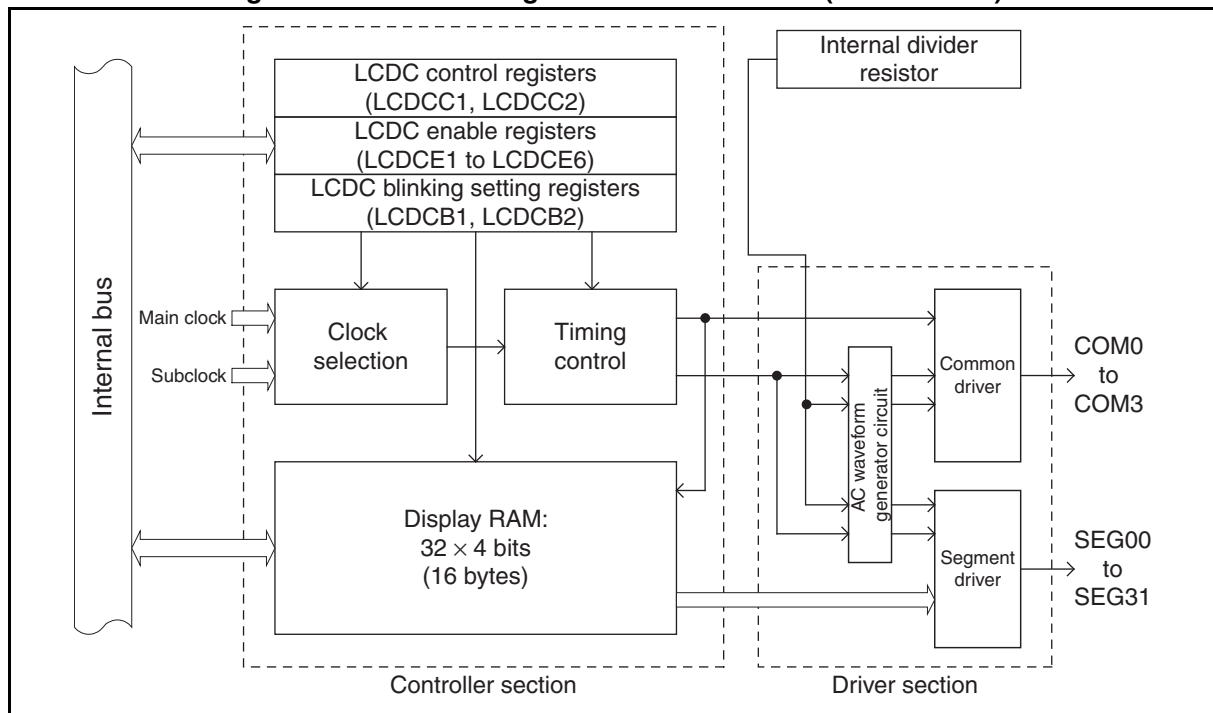 Internal divider
resistor
LCDC control registers
(LCDCC1, LCDCC2)
LCDC enable registers
(LCDCE1 to LCDCE6)
LCDC blinking setting registers
(LCDCB1, LCDCB2)
Internal bus
Main clock
Subclock
Clock
selection
Timing
control
AC waveform
generator circuit
Common
driver
COM0
to
COM3
Display RAM:
32 × 4 bits
(16 bytes)
Segment
driver
SEG00
to
SEG31
Controller section
Driver section